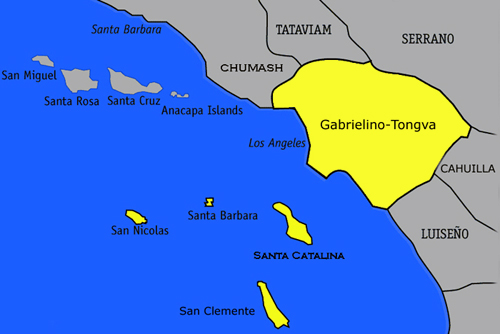 Santa Barbara
TATAVIAM
SERRANO
CHUMASH
San Miguel
Santa Rosa
Santa Cruz
Anacapa Islands
Gabrielino-Tongva
Los Angeles
CAHUILLA
San Nicolas
Santa Barbara
LUISEÑO
SANTA CATALINA
San Clemente